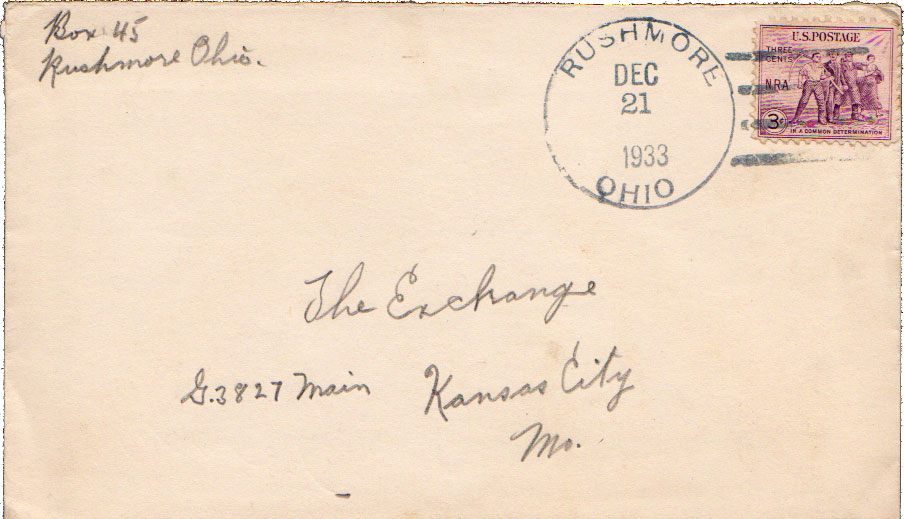 Box 45
Rushmore Ohio.
RUSHMORE
DEC
21
1933
OHIO
U.S.POSTAGE
THREE
CENTS
NRA
3¢
IN A COMMON DETERMINATION
The Exchange
G.3827 Main Kansas City
Mo.